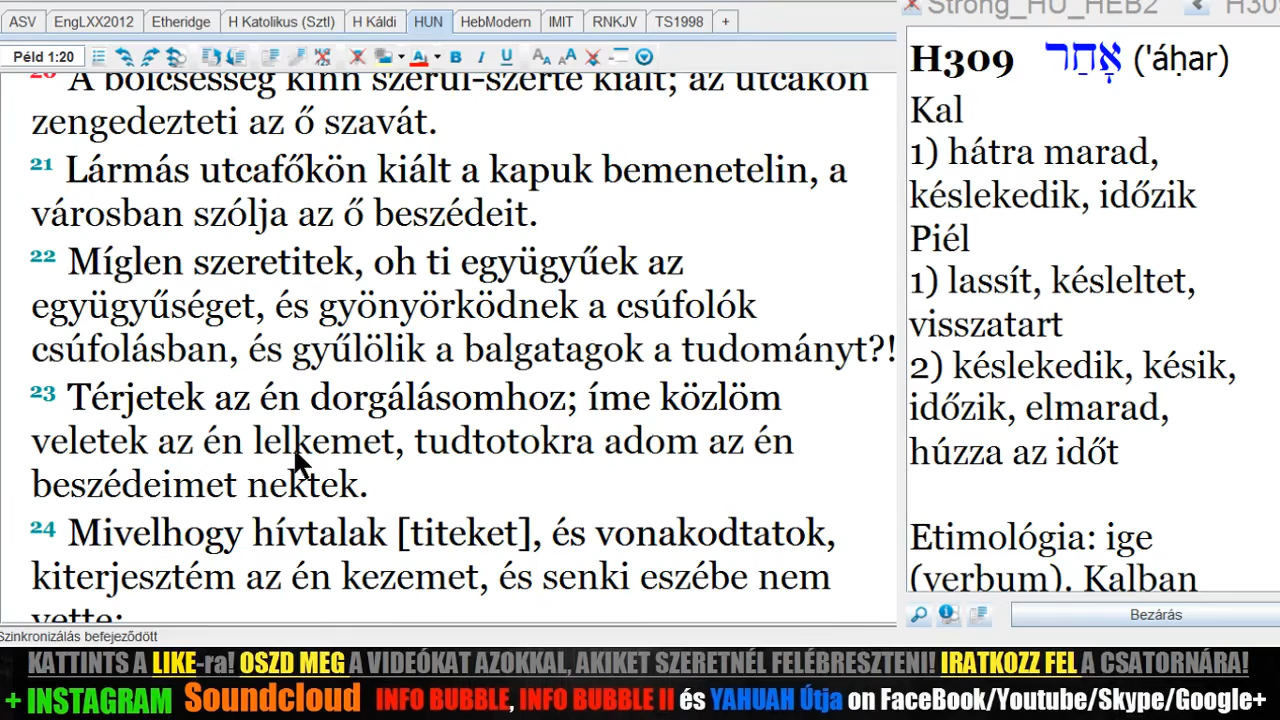 ASV EngLXX2012 Etheridge H Katolikus (Sztl) H Káldi HUN HebModern IMIT RNKJV TS1998 +
Strong_HU_HEB2
Péld 1:20
20 A bölcseség künn szerül-szerte kiált; az utcákon
zengedezteti az ő szavát.
21 Lármás utcafőkön kiált a kapuk bemenetelin, a
városban szólja az ő beszédeit.
22 Míglen szeretitek, oh ti együgyűek az
együgyűséget, és gyönyörködnek a csúfolók
csúfolásban, és gyűlölik a balgatagok a tudományt?!
23 Térjetek az én dorgálásomhoz; íme közlöm
veletek az én lelkemet, tudtotokra adom az én
beszédeimet nektek.
24 Mivelhogy hívtalak [titeket], és vonakodtatok,
kiterjesztém az én kezemet, és senki eszébe nem
vette;
Szinkronizálás befejeződött
H309 אָחַר ('áḥar)
Kal
1) hátra marad,
késlekedik, időzik
Piél
1) lassít, késleltet,
visszatart
2) késlekedik, késik,
időzik, elmarad,
húzza az időt
Etimológia: ige
(verbum). Kalban
Bezárás
KATTINTS A LIKE-ra! OSZD MEG A VIDEÓKAT AZOKKAL, AKIKET SZERETNÉL FELÉBRESZTENI! IRATKOZZ FEL A CSATORNÁRA!
+ INSTAGRAM Soundcloud INFO BUBBLE, INFO BUBBLE II és YAHUAH Útja on FaceBook/Youtube/Skype/Google+